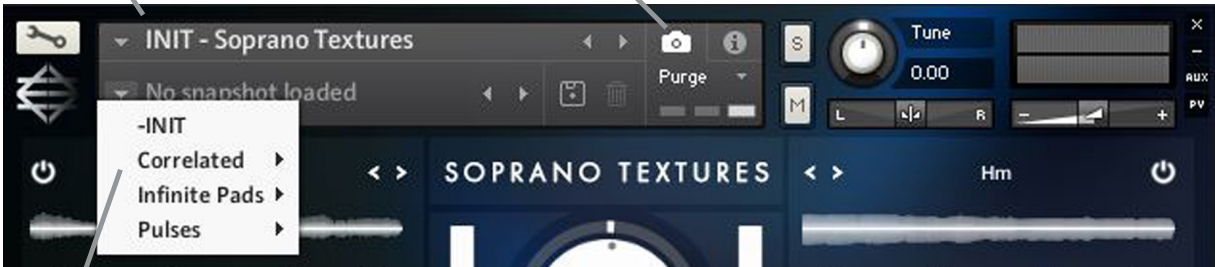 INIT - Soprano Textures
S
Tune
Purge
0.00
No snapshot loaded
M
L
R
-
+
×
-
AUX
PV
-INIT
Correlated
Infinite Pads
Pulses
< >
SOPRANO TEXTURES
< >
Hm